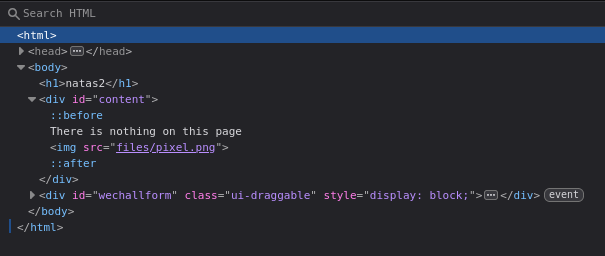 Search HTML
<html>
<head>···</head>
<body>
<h1>natas2</h1>
<div id="content">
::before
There is nothing on this page
<img src="files/pixel.png">
::after
</div>
<div id="wechallform" class="ui-draggable" style="display: block;">···</div> event
</body>
</html>